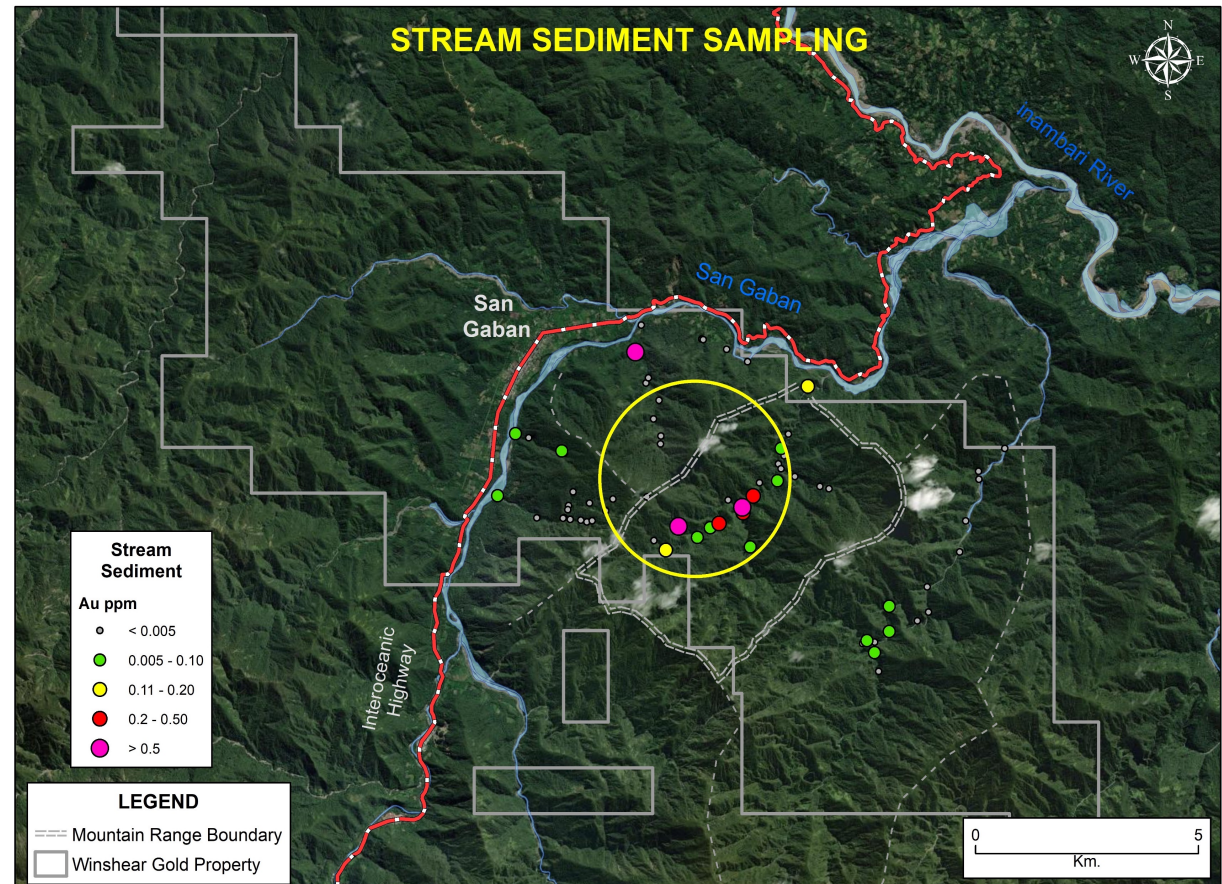 STREAM SEDIMENT SAMPLING
N
W
E
S
Inambari River
San Gaban
San
Gaban
Interoceanic
Highway
Stream
Sediment
Au ppm
< 0.005
0.005 - 0.10
0.11 - 0.20
0.2 - 0.50
> 0.5
LEGEND
Mountain Range Boundary
Winshear Gold Property
0
5
Km.